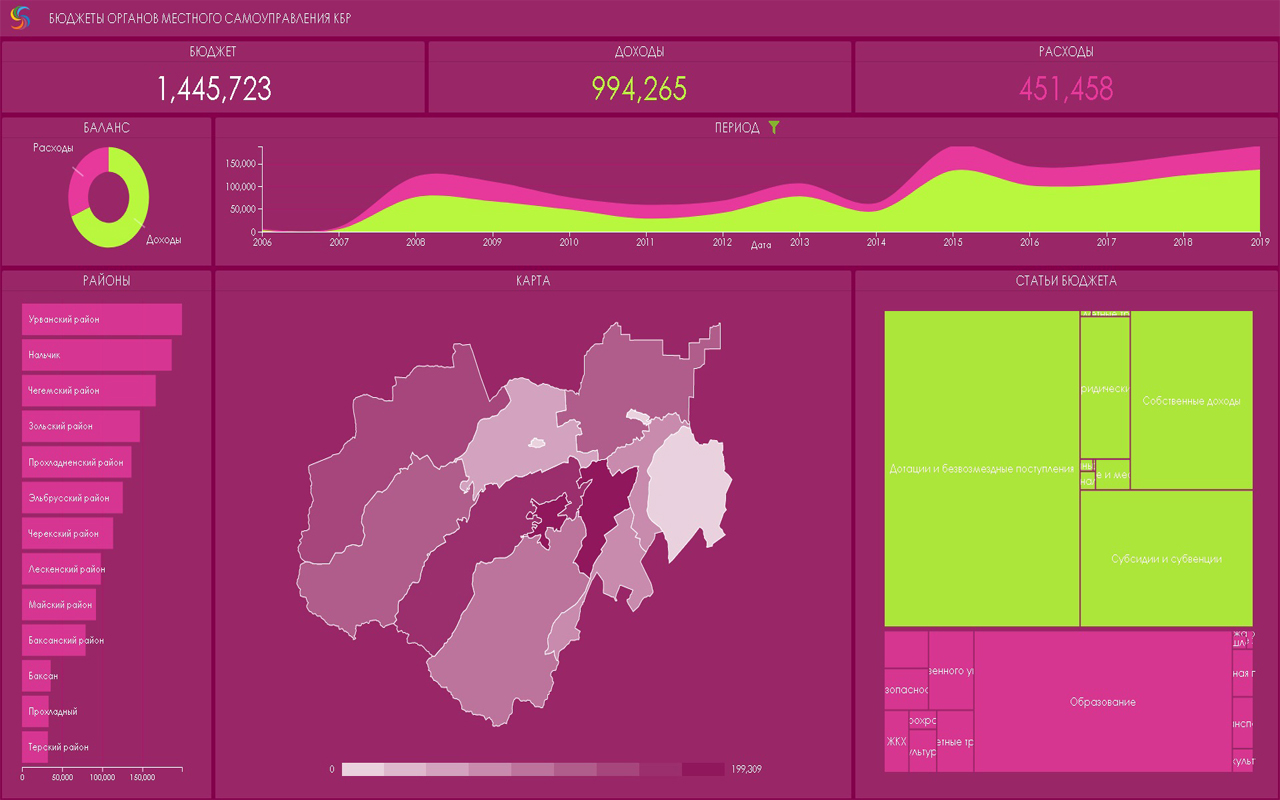 БЮДЖЕТЫ ОРГАНОВ МЕСТНОГО САМОУПРАВЛЕНИЯ КБР
БЮДЖЕТ
1,445,723
ДОХОДЫ
994,265
РАСХОДЫ
451,458
БАЛАНС
Расходы
Доходы
ПЕРИОД
150,000
100,000
50,000
0
2006 2007 2008 2009 2010 2011 2012 2013 2014 2015 2016 2017 2018 2019
Дата
РАЙОНЫ
Урванский район
Нальчик
Чегемский район
Зольский район
Прохладненский район
Эльбрусский район
Черекский район
Лескенский район
Майский район
Баксанский район
Баксан
Прохладный
Терский район
0 50,000 100,000 150,000
КАРТА
0 199,309
СТАТЬИ БЮДЖЕТА
Дотации и безвозмездные поступления
ридически
Собственные доходы
е и ме
Субсидии и субвенции
венного у
зопаснос
ЖКХ
оохра
льтур
етные тр
Образование
ная п
нсп
культ